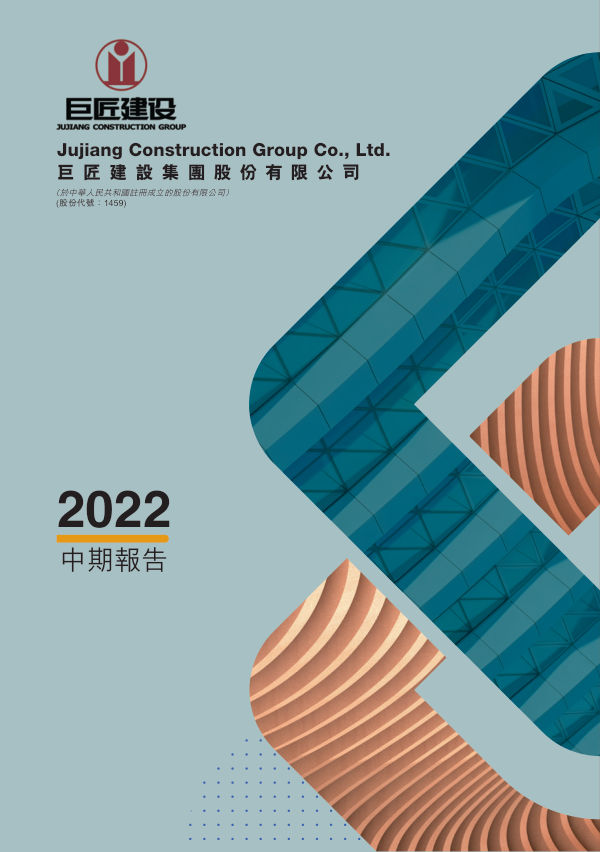 巨匠建设
JUJIANG CONSTRUCTION GROUP
Jujiang Construction Group Co., Ltd.
巨匠建設集團股份有限公司
(於中華人民共和國註冊成立的股份有限公司)
(股份代號：1459)
2022
中期報告